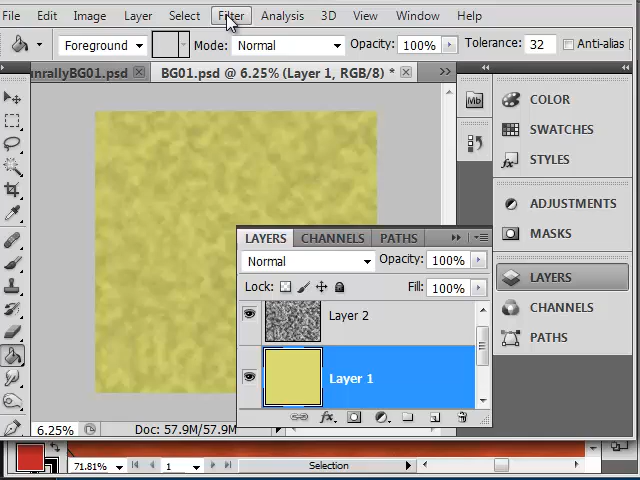 File Edit Image Layer Select Filter Analysis 3D View Window Help
Foreground Mode: Normal Opacity: 100% Tolerance: 32 Anti-alias
unrallyBG01.psd BG01.psd @ 6.25% (Layer 1, RGB/8) *
Mb COLOR
SWATCHES
STYLES
ADJUSTMENTS
MASKS
LAYERS
CHANNELS
PATHS
LAYERS CHANNELS PATHS
Normal Opacity: 100%
Lock: Fill: 100%
Layer 2
Layer 1
6.25% Doc: 57.9M/57.9M
71.81% 1 Selection